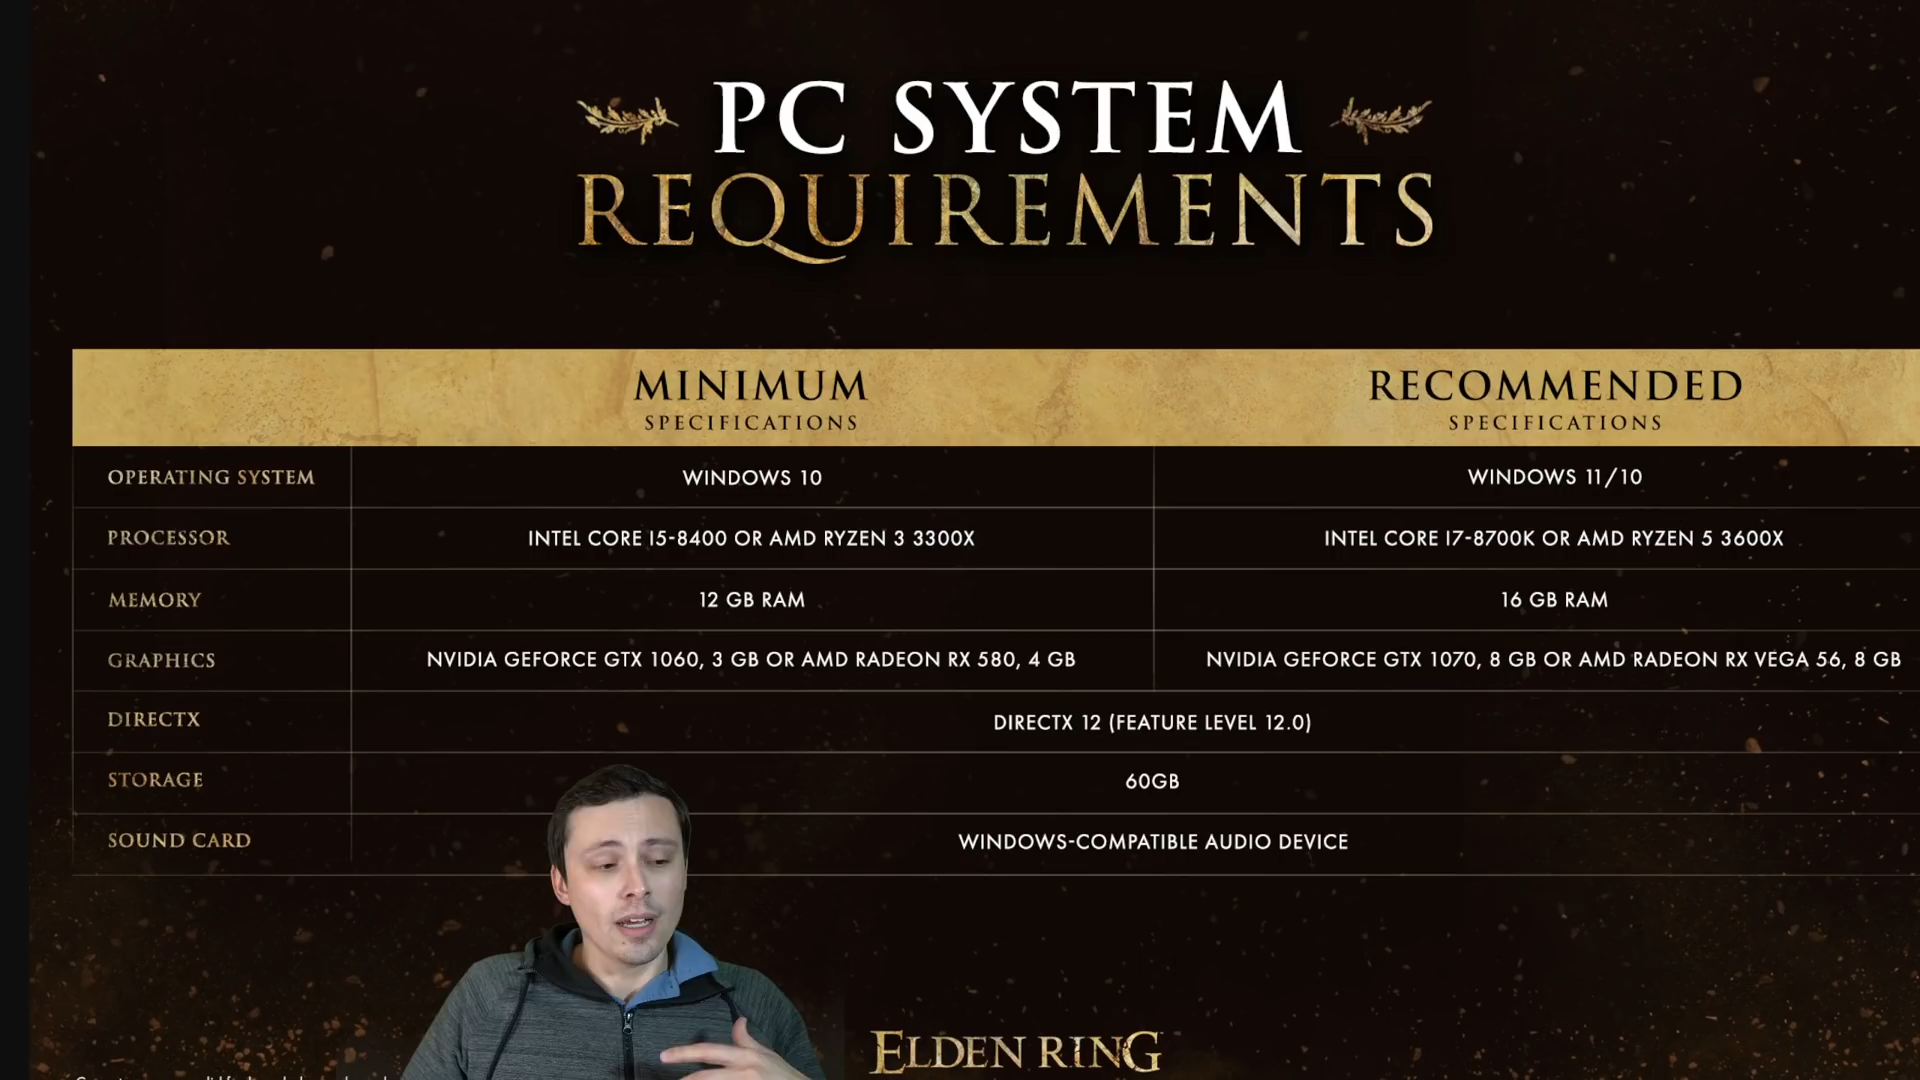 PC SYSTEM
REQUIREMENTS
MINIMUM
SPECIFICATIONS
RECOMMENDED
SPECIFICATIONS
OPERATING SYSTEM
WINDOWS 10
WINDOWS 11/10
PROCESSOR
INTEL CORE I5-8400 OR AMD RYZEN 3 3300X
INTEL CORE I7-8700K OR AMD RYZEN 5 3600X
MEMORY
12 GB RAM
16 GB RAM
GRAPHICS
NVIDIA GEFORCE GTX 1060, 3 GB OR AMD RADEON RX 580, 4 GB
NVIDIA GEFORCE GTX 1070, 8 GB OR AMD RADEON RX VEGA 56, 8 GB
DIRECTX
DIRECTX 12 (FEATURE LEVEL 12.0)
STORAGE
60GB
SOUND CARD
WINDOWS-COMPATIBLE AUDIO DEVICE
ELDEN RING